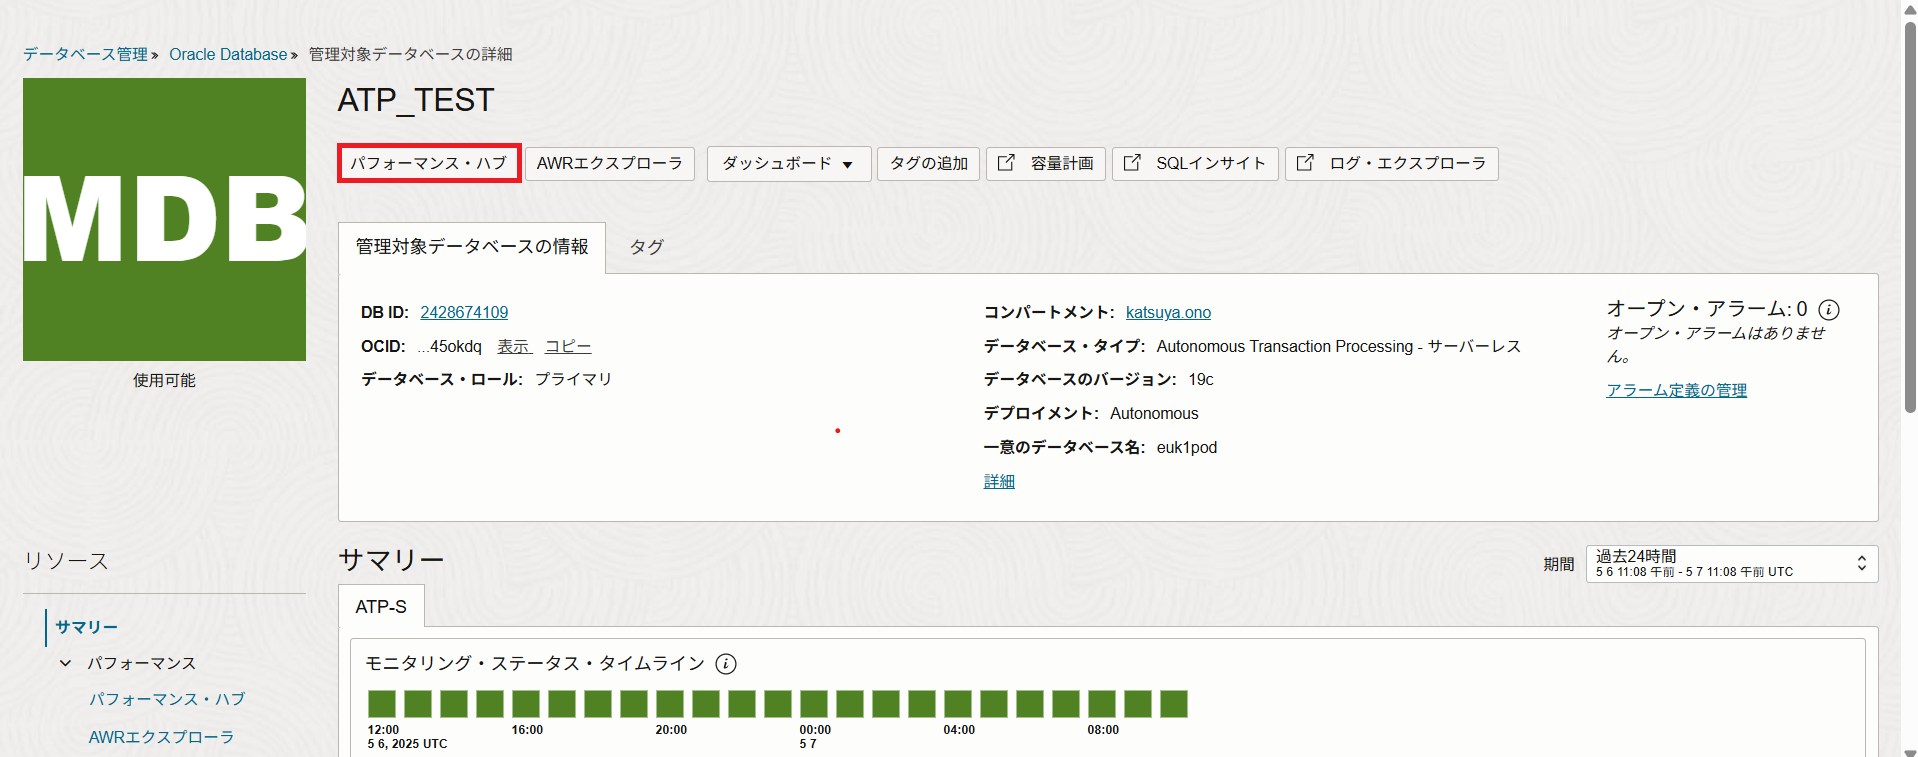 データベース管理 » Oracle Database » 管理対象データベースの詳細
MDB
使用可能
ATP_TEST
パフォーマンス・ハブ AWRエクスプローラ ダッシュボード タグの追加 容量計画 SQLインサイト ログ・エクスプローラ
管理対象データベースの情報 タグ
DB ID: 2428674109
OCID: ...45okdq 表示 コピー
データベース・ロール: プライマリ
コンパートメント: katsuya.ono
データベース・タイプ: Autonomous Transaction Processing - サーバーレス
データベースのバージョン: 19c
デプロイメント: Autonomous
一意のデータベース名: euk1pod
詳細
オープン・アラーム: 0
オープン・アラームはありませ
ん。
アラーム定義の管理
リソース
サマリー
パフォーマンス
パフォーマンス・ハブ
AWRエクスプローラ
サマリー
期間 過去24時間
5 6 11:08 午前 - 5 7 11:08 午前 UTC
ATP-S
モニタリング・ステータス・タイムライン
12:00 16:00 20:00 00:00 04:00 08:00
5 6, 2025 UTC 5 7